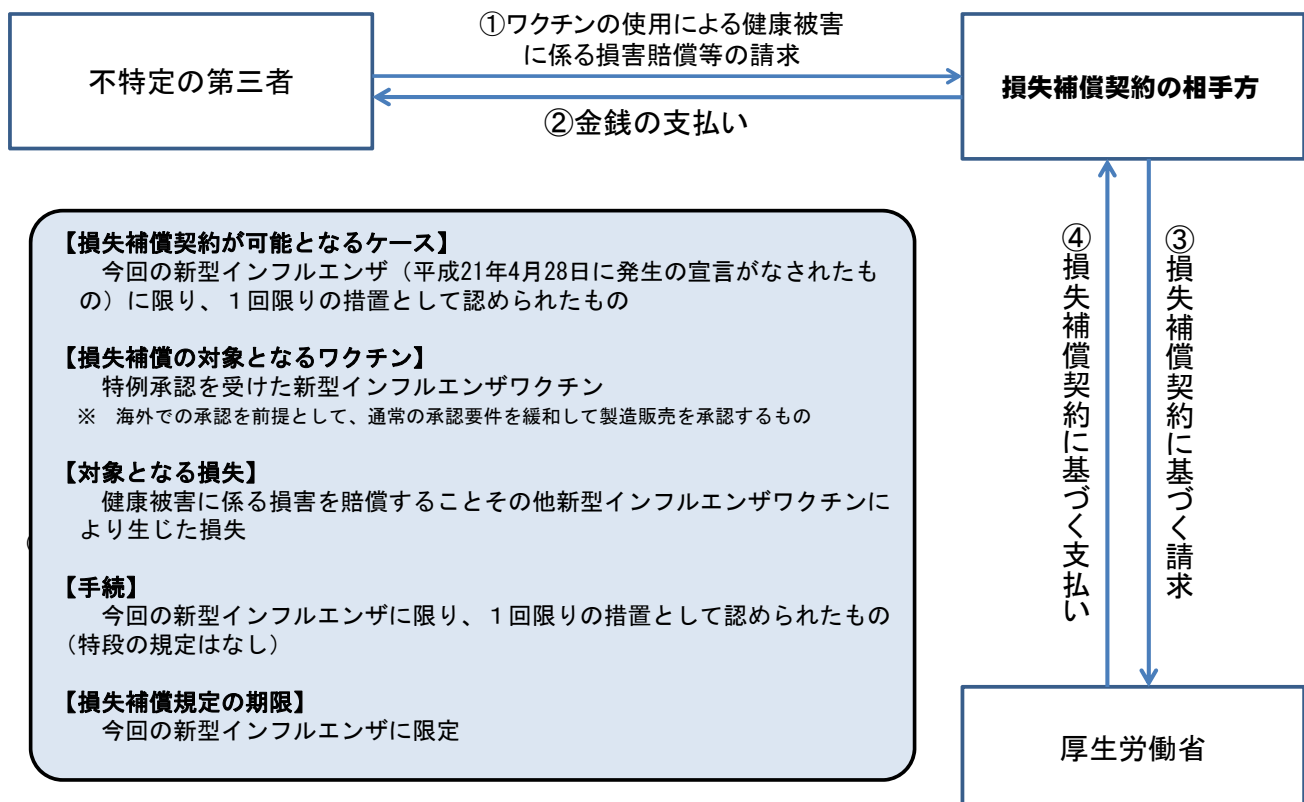 ①ワクチンの使用による健康被害
に係る損害賠償等の請求
不特定の第三者
損失補償契約の相手方
②金銭の支払い
【損失補償契約が可能となるケース】
今回の新型インフルエンザ（平成21年4月28日に発生の宣言がなされたも
の）に限り、１回限りの措置として認められたもの
【損失補償の対象となるワクチン】
特例承認を受けた新型インフルエンザワクチン
※　海外での承認を前提として、通常の承認要件を緩和して製造販売を承認するもの
【対象となる損失】
健康被害に係る損害を賠償することその他新型インフルエンザワクチンに
より生じた損失
【手続】
今回の新型インフルエンザに限り、１回限りの措置として認められたもの
（特段の規定はなし）
【損失補償規定の期限】
今回の新型インフルエンザに限定
③損失補償契約に基づく請求
④損失補償契約に基づく支払い
厚生労働省